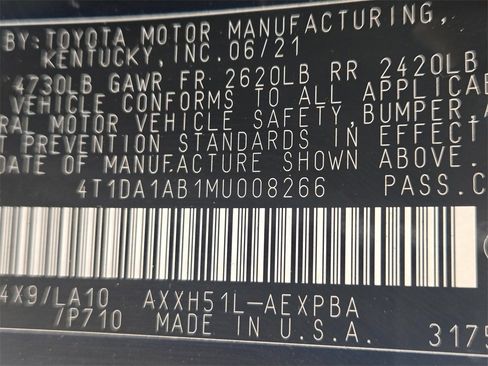 BY: TOYOTA MOTOR MANUFACTURING,
KENTUCKY, INC. 06/21
4730LB GAWR FR 2620LB RR 2420LB
VEHICLE CONFORMS TO ALL APPLICAB
RAL MOTOR VEHICLE SAFETY, BUMPER, A
T PREVENTION STANDARDS IN EFFECT
DATE OF MANUFACTURE SHOWN ABOVE.
4T1DA1AB1MU008266 PASS.C
4X9/LA10 AXXH51L-AEXPBA
/P710 MADE IN U.S.A. 3175